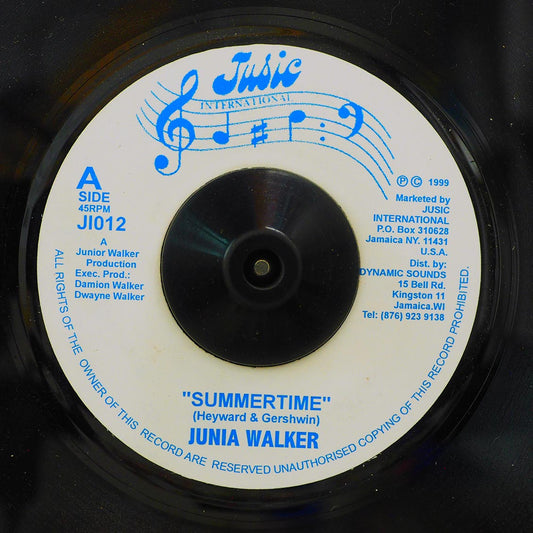 Jusic
INTERNATIONAL
A
SIDE
45RPM
JI012
A
Junior Walker
Production
Exec. Prod.:
Damion Walker
Dwayne Walker
Ⓟ © 1999
Marketed by
JUSIC
INTERNATIONAL
P.O. Box 310628
Jamaica NY. 11431
U.S.A.
Dist. by:
DYNAMIC SOUNDS
15 Bell Rd.
Kingston 11
Jamaica.WI
Tel: (876) 923 9138
"SUMMERTIME"
(Heyward & Gershwin)
JUNIA WALKER
ALL RIGHTS OF THE OWNER OF THIS RECORD ARE RESERVED UNAUTHORISED COPYING OF THIS RECORD PROHIBITED.